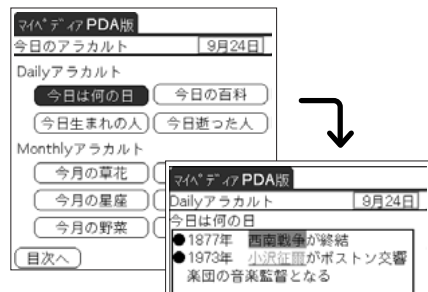 マイペディア PDA版
今日のアラカルト 9月24日
Dailyアラカルト
今日は何の日 今日の百科
今日生まれの人 今日逝った人
Monthlyアラカルト
今月の草花
今月の星座
今月の野菜
目次へ
マイペディア PDA版
Dailyアラカルト 9月24日
今日は何の日
●1877年 西南戦争が終結
●1973年 小沢征爾がボストン交響
楽団の音楽監督となる